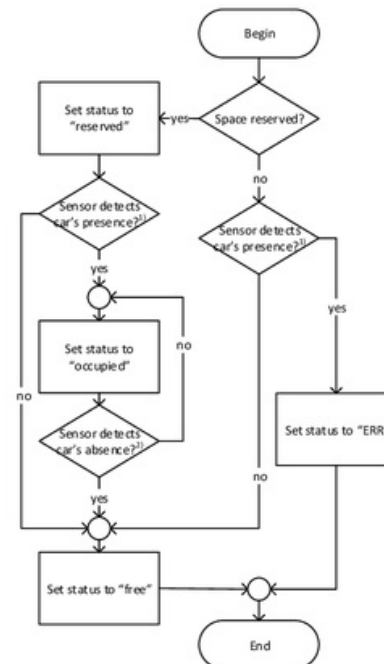 Begin
Set status to
"reserved"
yes
Space reserved?
no
Sensor detects
car's presence?1)
Sensor detects
car's presence?1)
yes
yes
Set status to
"occupied"
no
no
Sensor detects
car's absence?2)
Set status to "ERR
no
yes
Set status to "free"
End